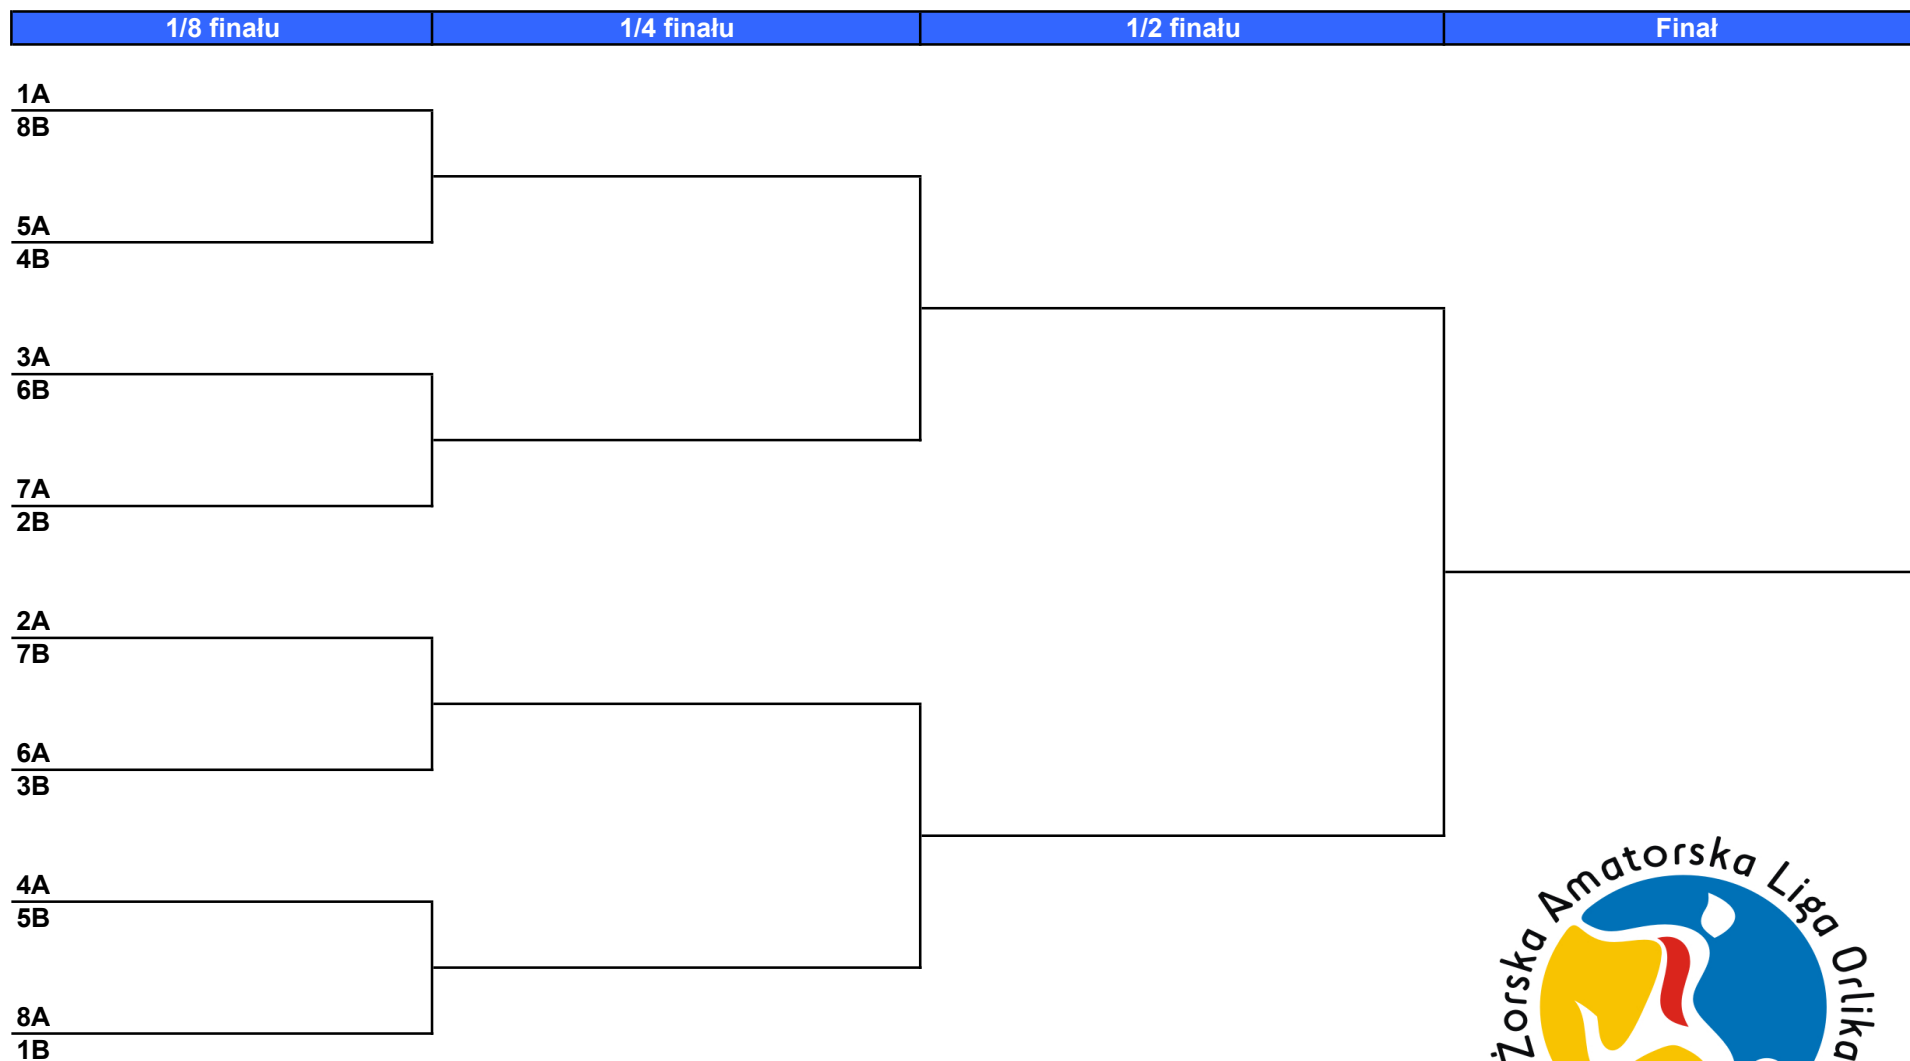 1/8 finału 1/4 finału 1/2 finału Finał
1A
8B
5A
4B
3A
6B
7A
2B
2A
7B
6A
3B
4A
5B
8A
1B
Żorska Amatorska Liga Orlika